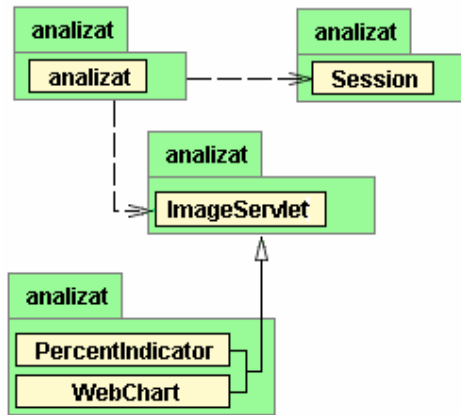 analizat
analizat
analizat
Session
analizat
ImageServlet
analizat
PercentIndicator
WebChart